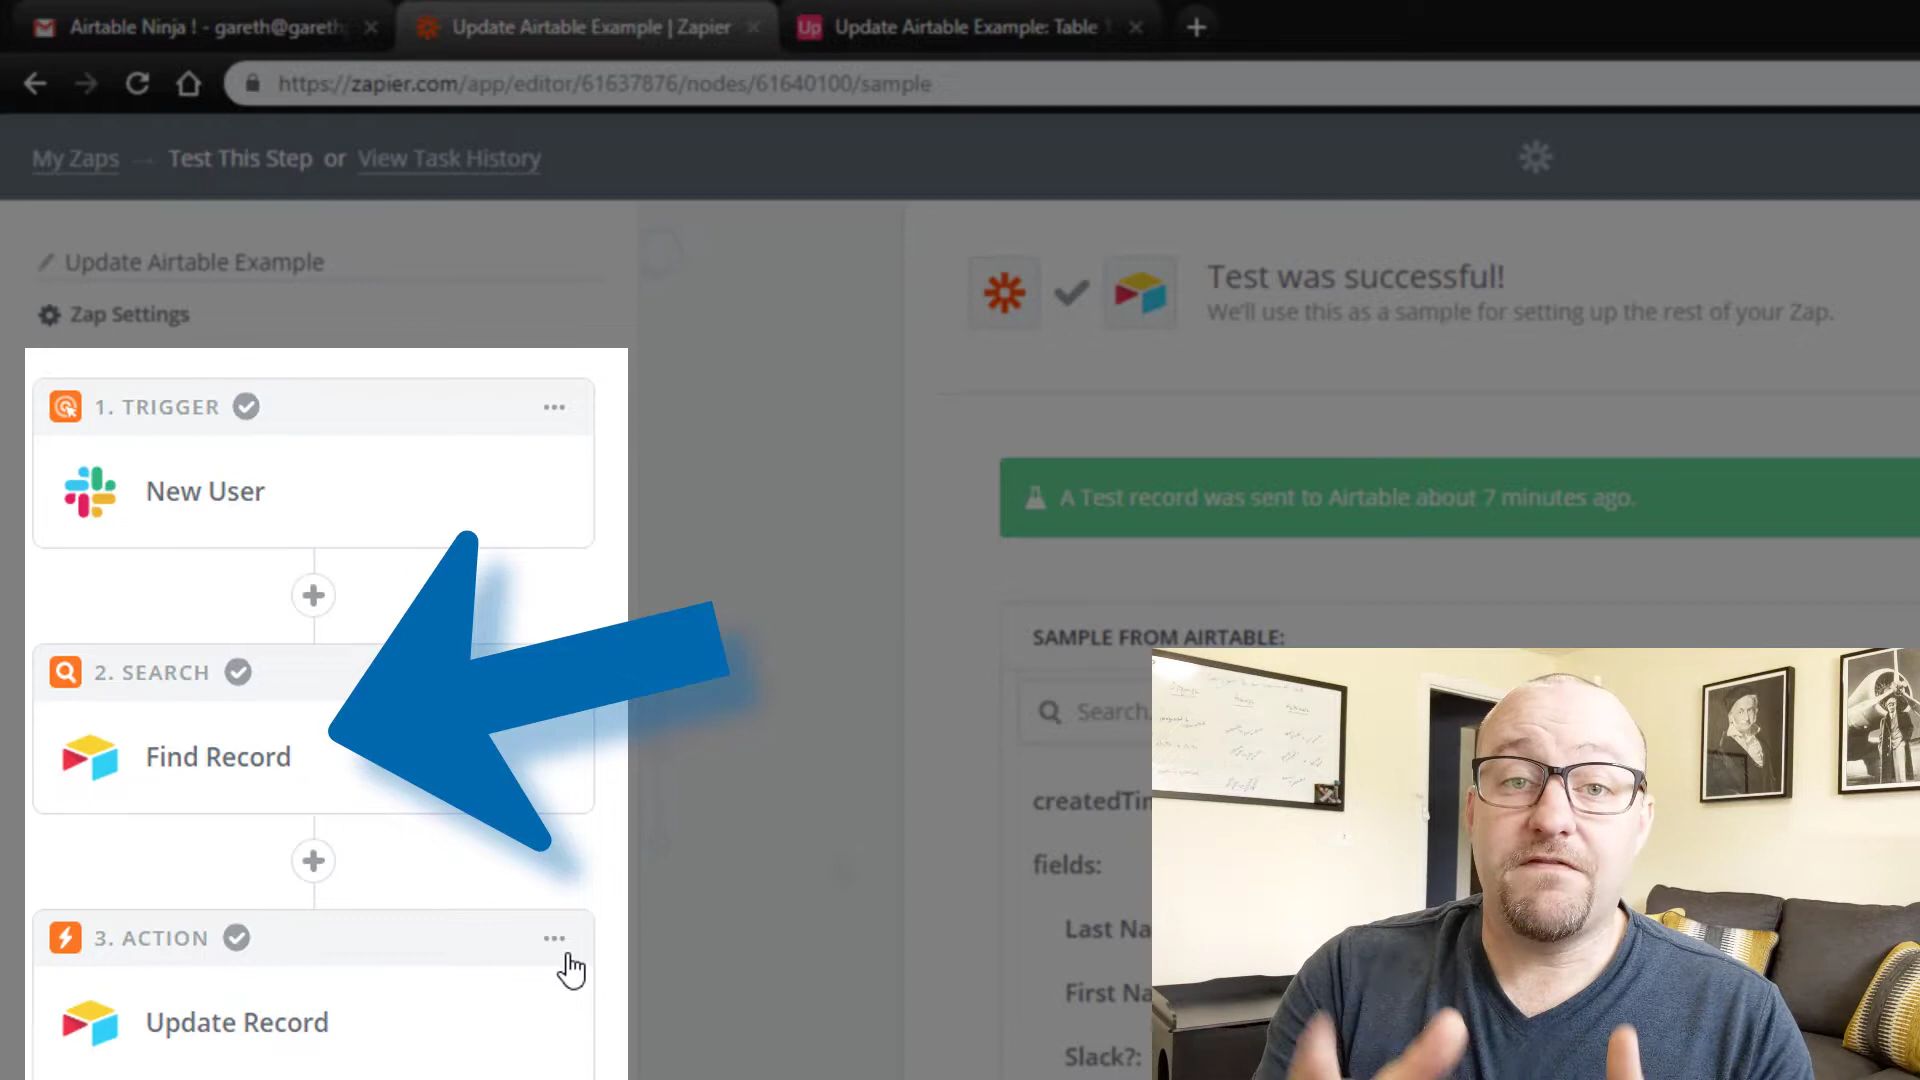 Airtable Ninja ! - gareth@gareth
Update Airtable Example | Zapier
Up
Update Airtable Example: Table
https://zapier.com/app/editor/61637876/nodes/61640100/sample
My Zaps → Test This Step or View Task History
Update Airtable Example
Zap Settings
Test was successful!
We'll use this as a sample for setting up the rest of your Zap.
1. TRIGGER
New User
A Test record was sent to Airtable about 7 minutes ago.
2. SEARCH
Find Record
SAMPLE FROM AIRTABLE:
Search
createdTim
fields:
Last Na
First Na
Slack?:
3. ACTION
Update Record